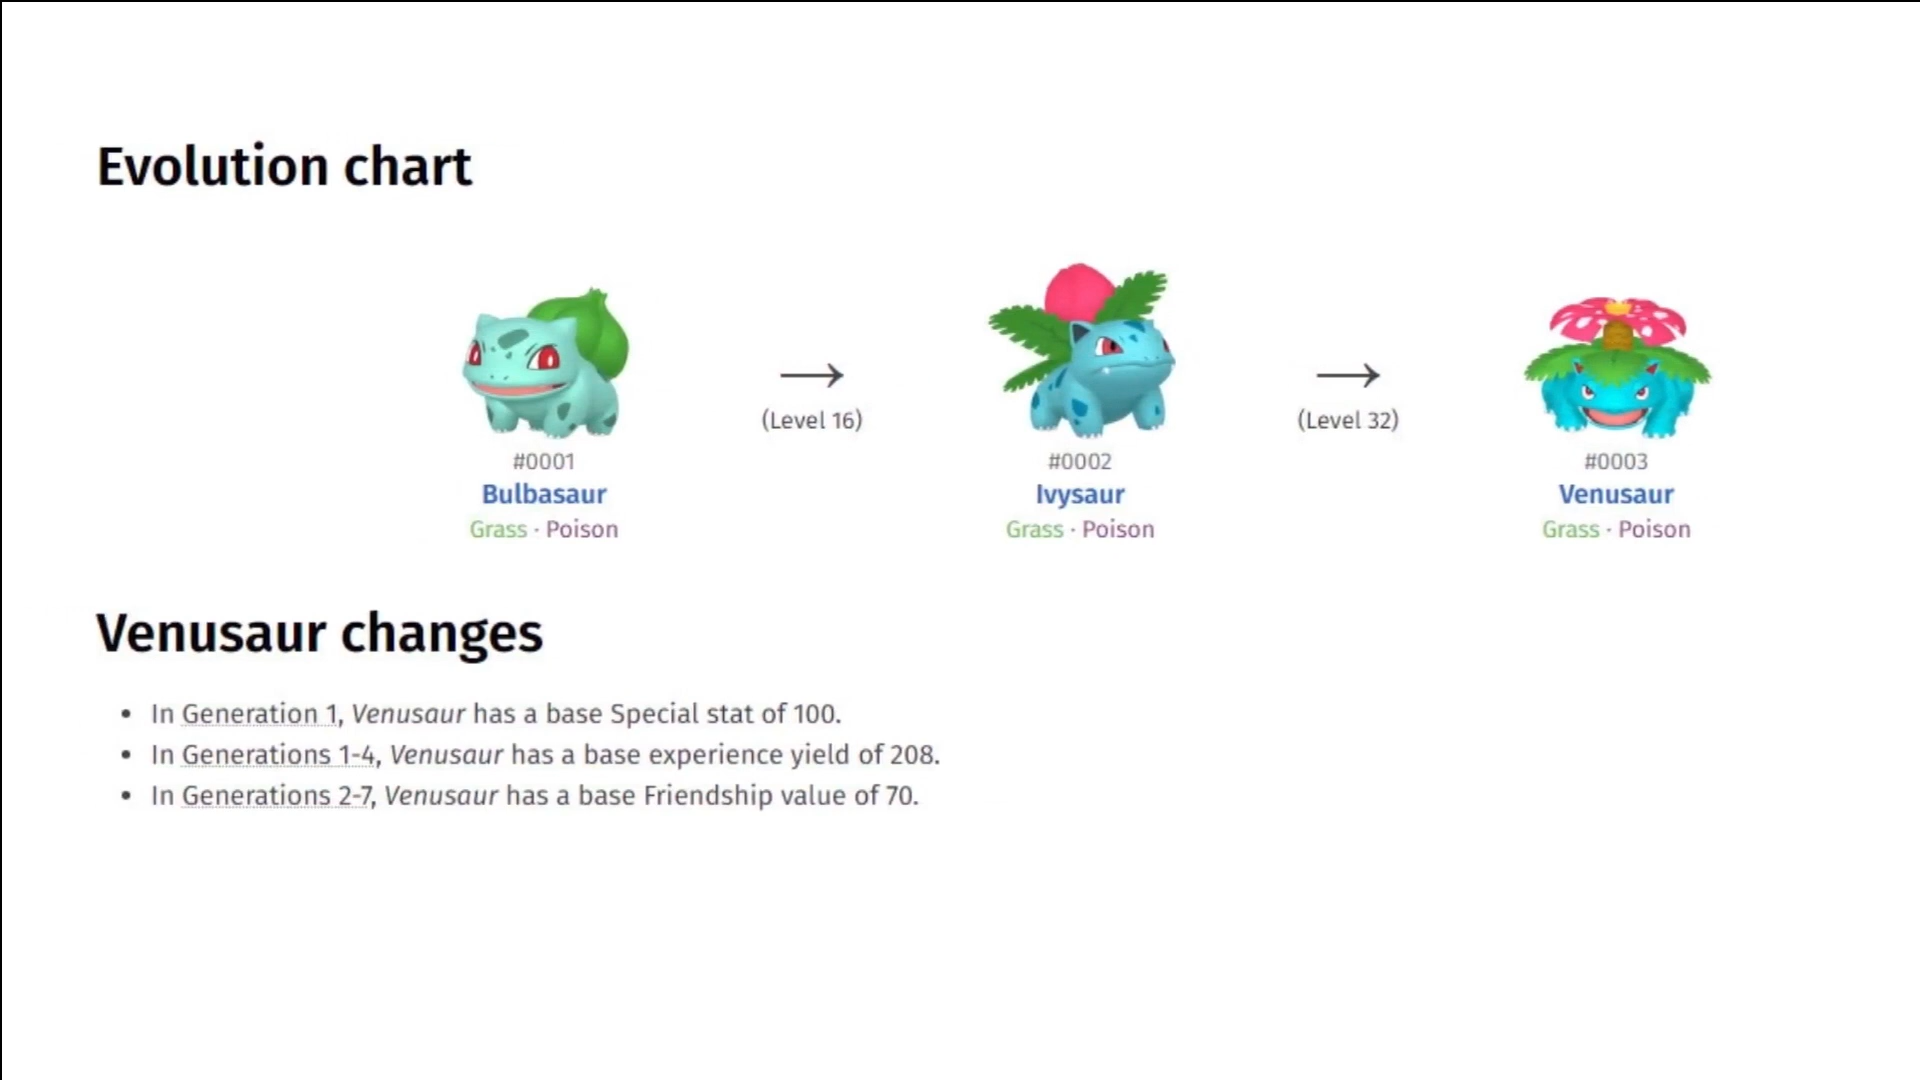 Evolution chart
→ →
(Level 16) (Level 32)
#0001 #0002 #0003
Bulbasaur Ivysaur Venusaur
Grass · Poison Grass · Poison Grass · Poison
Venusaur changes
• In Generation 1, Venusaur has a base Special stat of 100.
• In Generations 1-4, Venusaur has a base experience yield of 208.
• In Generations 2-7, Venusaur has a base Friendship value of 70.